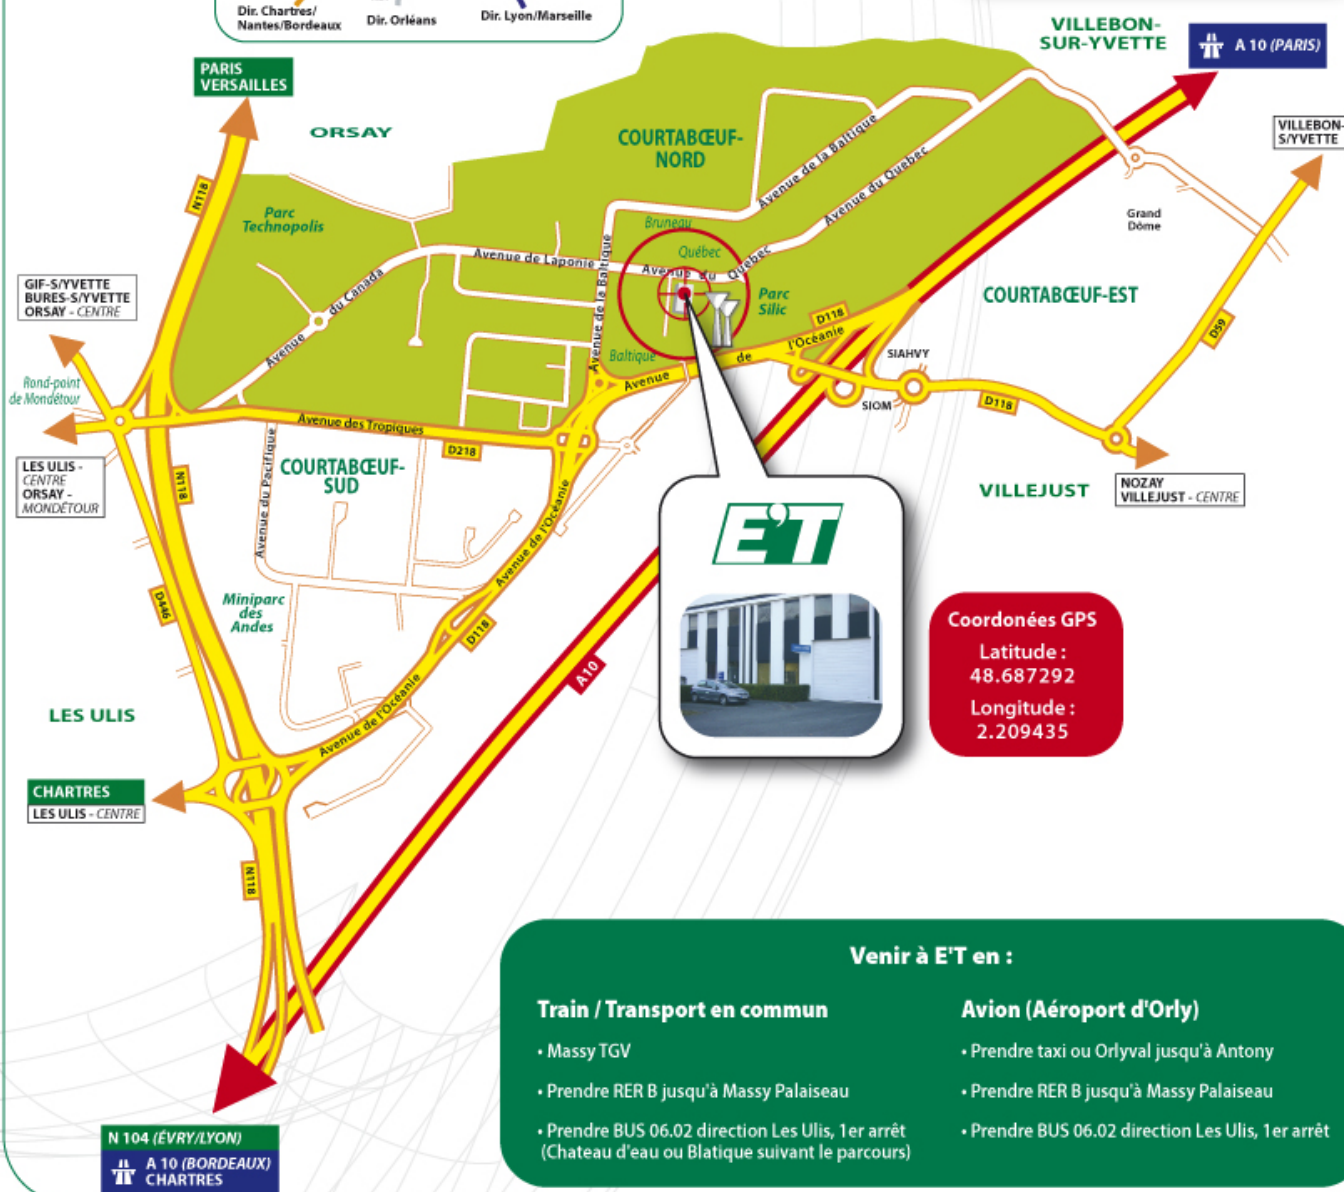 Dir. Chartres/
Nantes/Bordeaux
Dir. Orléans
Dir. Lyon/Marseille
VILLEBON-
SUR-YVETTE
A 10 (PARIS)
PARIS
VERSAILLES
ORSAY
COURTABŒUF-
NORD
VILLEBON-
S/YVETTE
N118
Parc
Technopolis
Avenue de la Baltique
Avenue du Quebec
Grand
Dôme
Bruneau
Québec
Avenue de Laponie
Avenue du Québec
Avenue de la Baltique
GIF-S/YVETTE
BURES-S/YVETTE
ORSAY - CENTRE
Avenue du Canada
Parc
Silic
COURTABŒUF-EST
D118
D59
Baltique
Avenue de l'Océanie
SIAHVY
SIOM
Rond-point
de Mondétour
D118
Avenue des Tropiques
D218
LES ULIS -
CENTRE
ORSAY -
MONDÉTOUR
N118
Avenue du Pacifique
COURTABŒUF-
SUD
VILLEJUST
NOZAY
VILLEJUST - CENTRE
Avenue de l'Océanie
E'T
D446
Miniparc
des
Andes
D118
A10
Coordonées GPS
Latitude :
48.687292
Longitude :
2.209435
LES ULIS
Avenue de l'Océanie
CHARTRES
LES ULIS - CENTRE
N118
Venir à E'T en :
Train / Transport en commun
• Massy TGV
• Prendre RER B jusqu'à Massy Palaiseau
• Prendre BUS 06.02 direction Les Ulis, 1er arrêt
(Chateau d'eau ou Blatique suivant le parcours)
Avion (Aéroport d'Orly)
• Prendre taxi ou Orlyval jusqu'à Antony
• Prendre RER B jusqu'à Massy Palaiseau
• Prendre BUS 06.02 direction Les Ulis, 1er arrêt
N 104 (ÉVRY/LYON)
A 10 (BORDEAUX)
CHARTRES